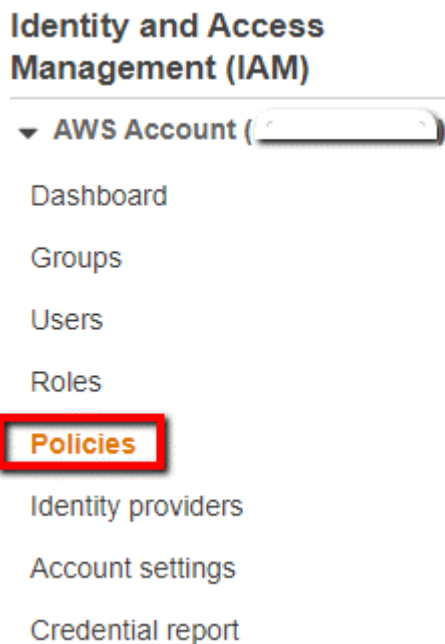 Identity and Access
Management (IAM)
AWS Account ( )
Dashboard
Groups
Users
Roles
Policies
Identity providers
Account settings
Credential report